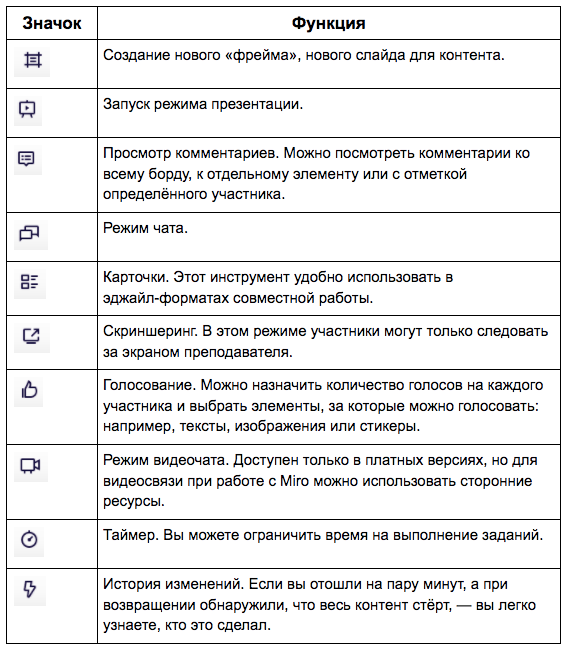 Значок
Функция
Создание нового «фрейма», нового слайда для контента.
Запуск режима презентации.
Просмотр комментариев. Можно посмотреть комментарии ко
всему борду, к отдельному элементу или с отметкой
определённого участника.
Режим чата.
Карточки. Этот инструмент удобно использовать в
эджайл-форматах совместной работы.
Скриншеринг. В этом режиме участники могут только следовать
за экраном преподавателя.
Голосование. Можно назначить количество голосов на каждого
участника и выбрать элементы, за которые можно голосовать:
например, тексты, изображения или стикеры.
Режим видеочата. Доступен только в платных версиях, но для
видеосвязи при работе с Miro можно использовать сторонние
ресурсы.
Таймер. Вы можете ограничить время на выполнение заданий.
История изменений. Если вы отошли на пару минут, а при
возвращении обнаружили, что весь контент стёрт, — вы легко
узнаете, кто это сделал.